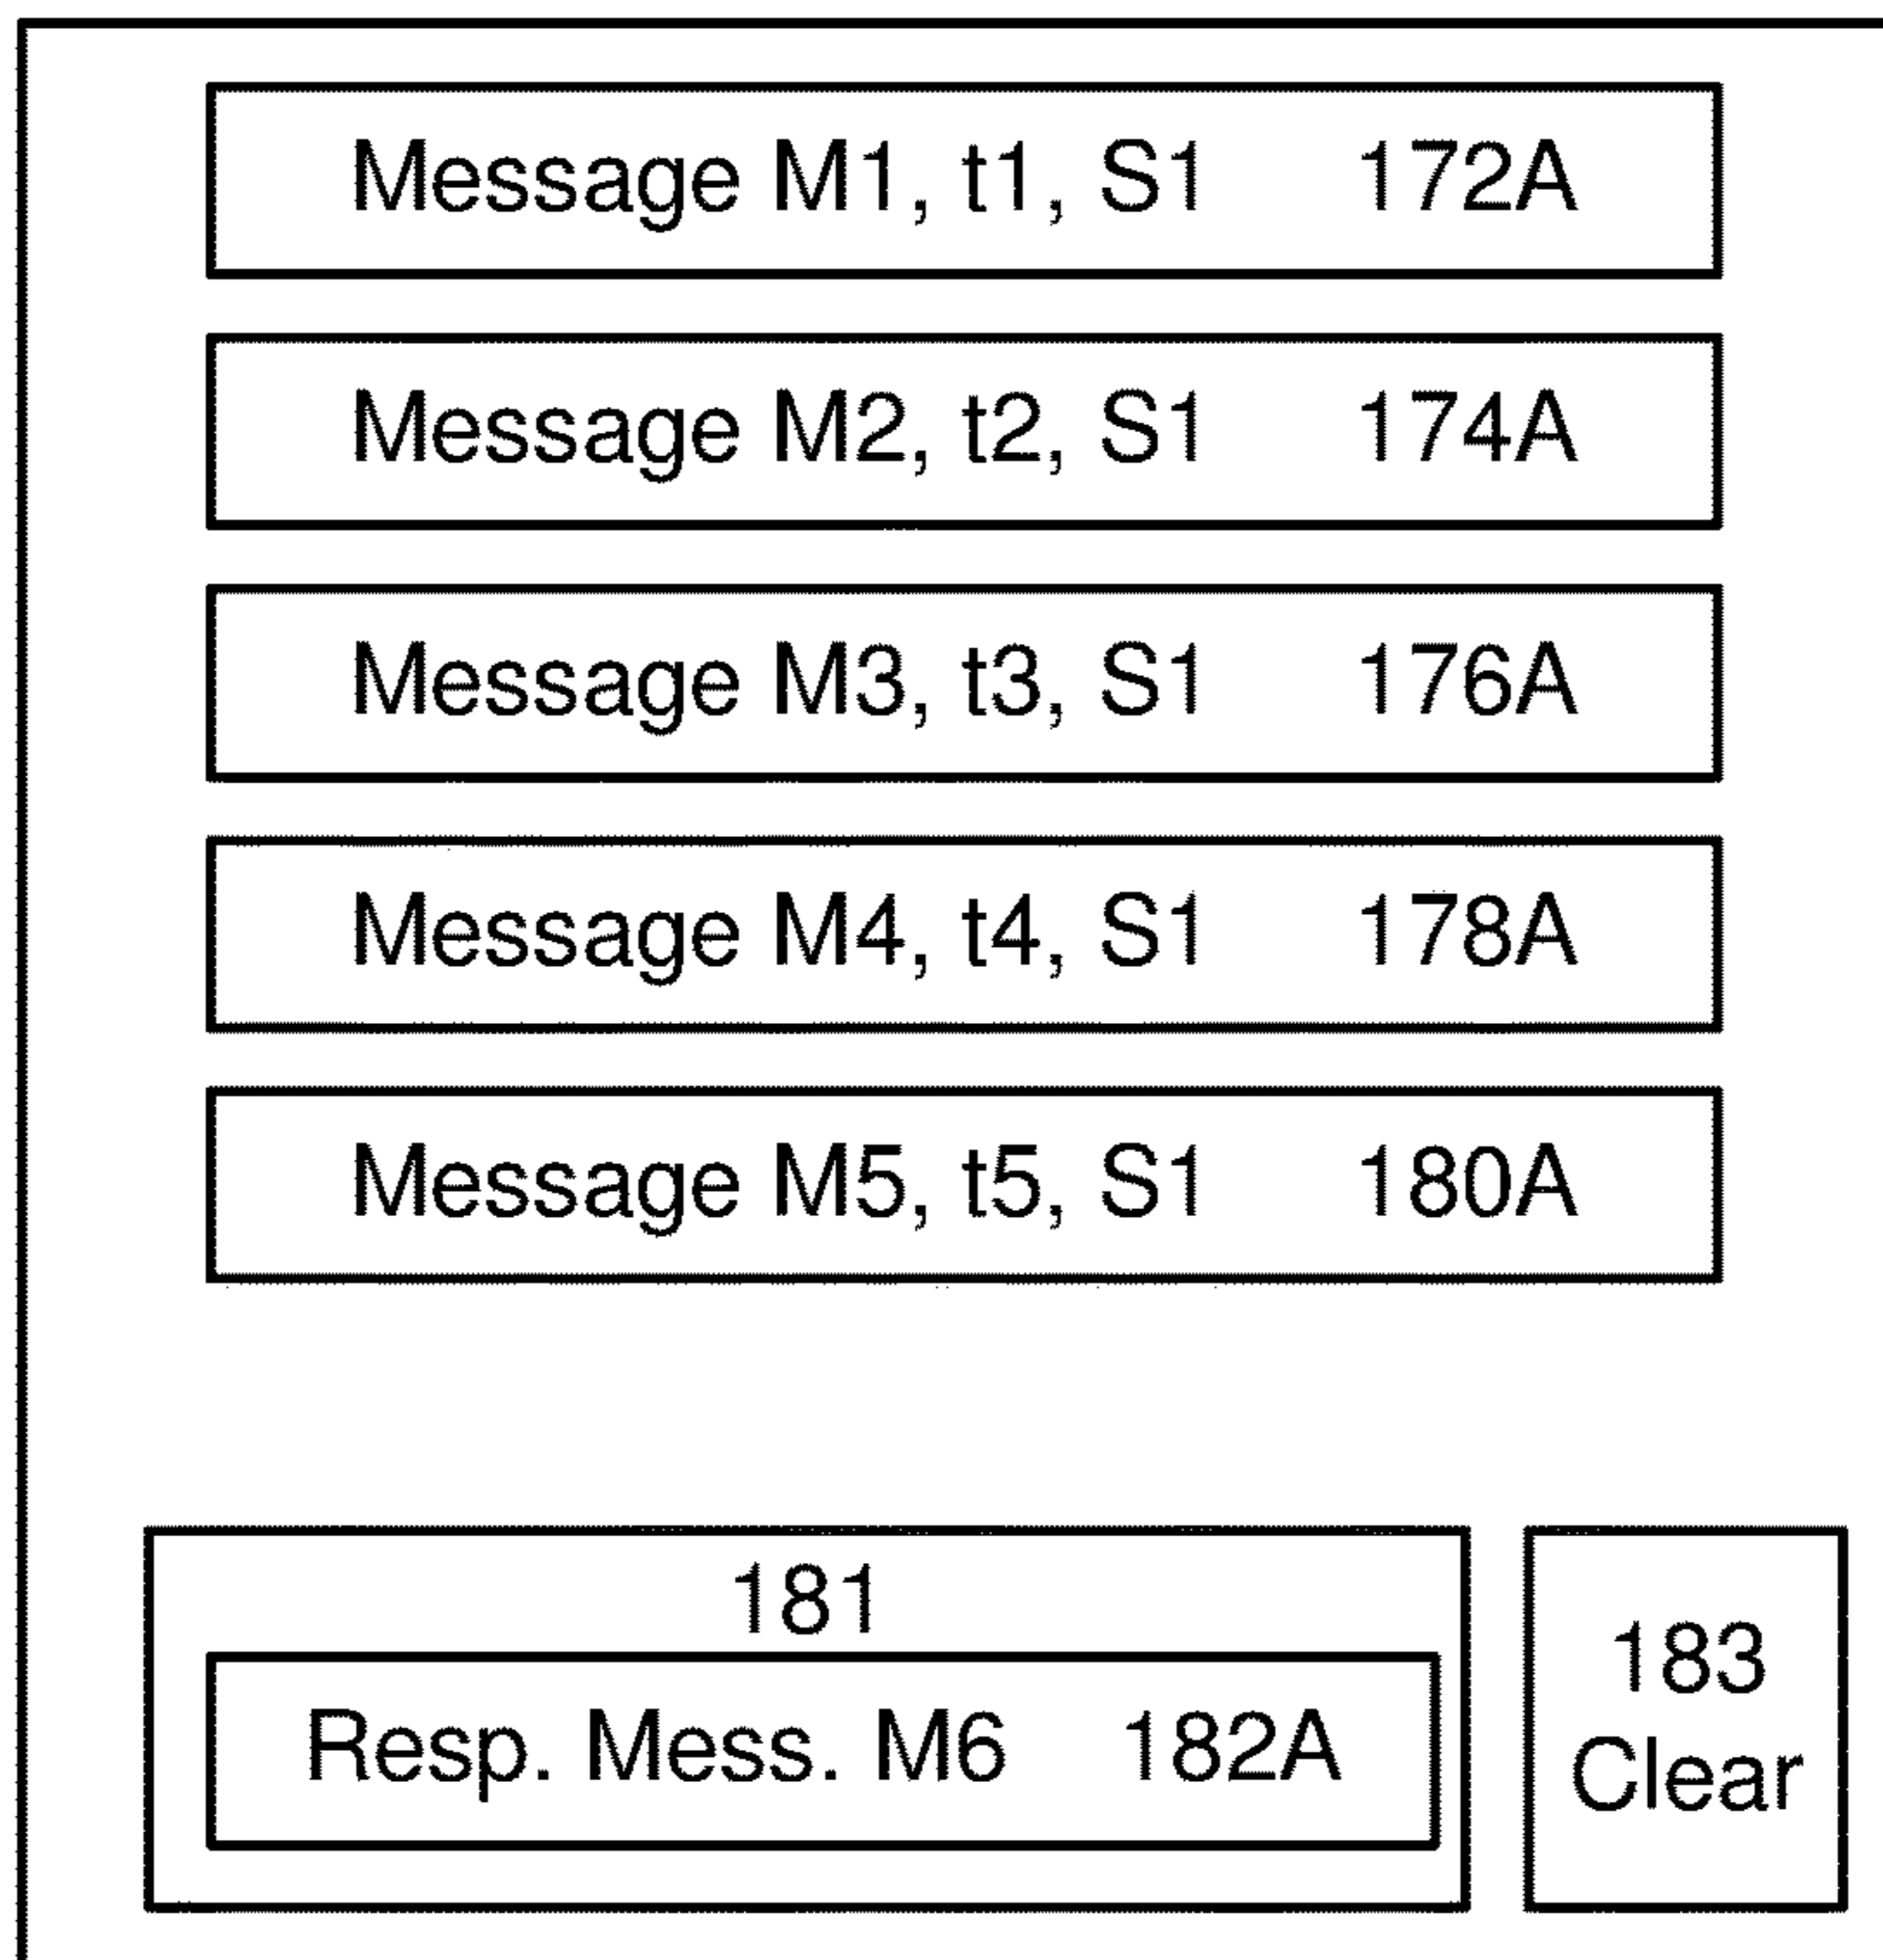 Message M1, t1, S1 172A
Message M2, t2, S1 174A
Message M3, t3, S1 176A
Message M4, t4, S1 178A
Message M5, t5, S1 180A
181
Resp. Mess. M6 182A
183
Clear